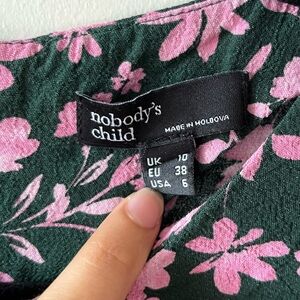 nobody's
child
MADE IN MOLDOVA
UK 10
EU 38
USA 6